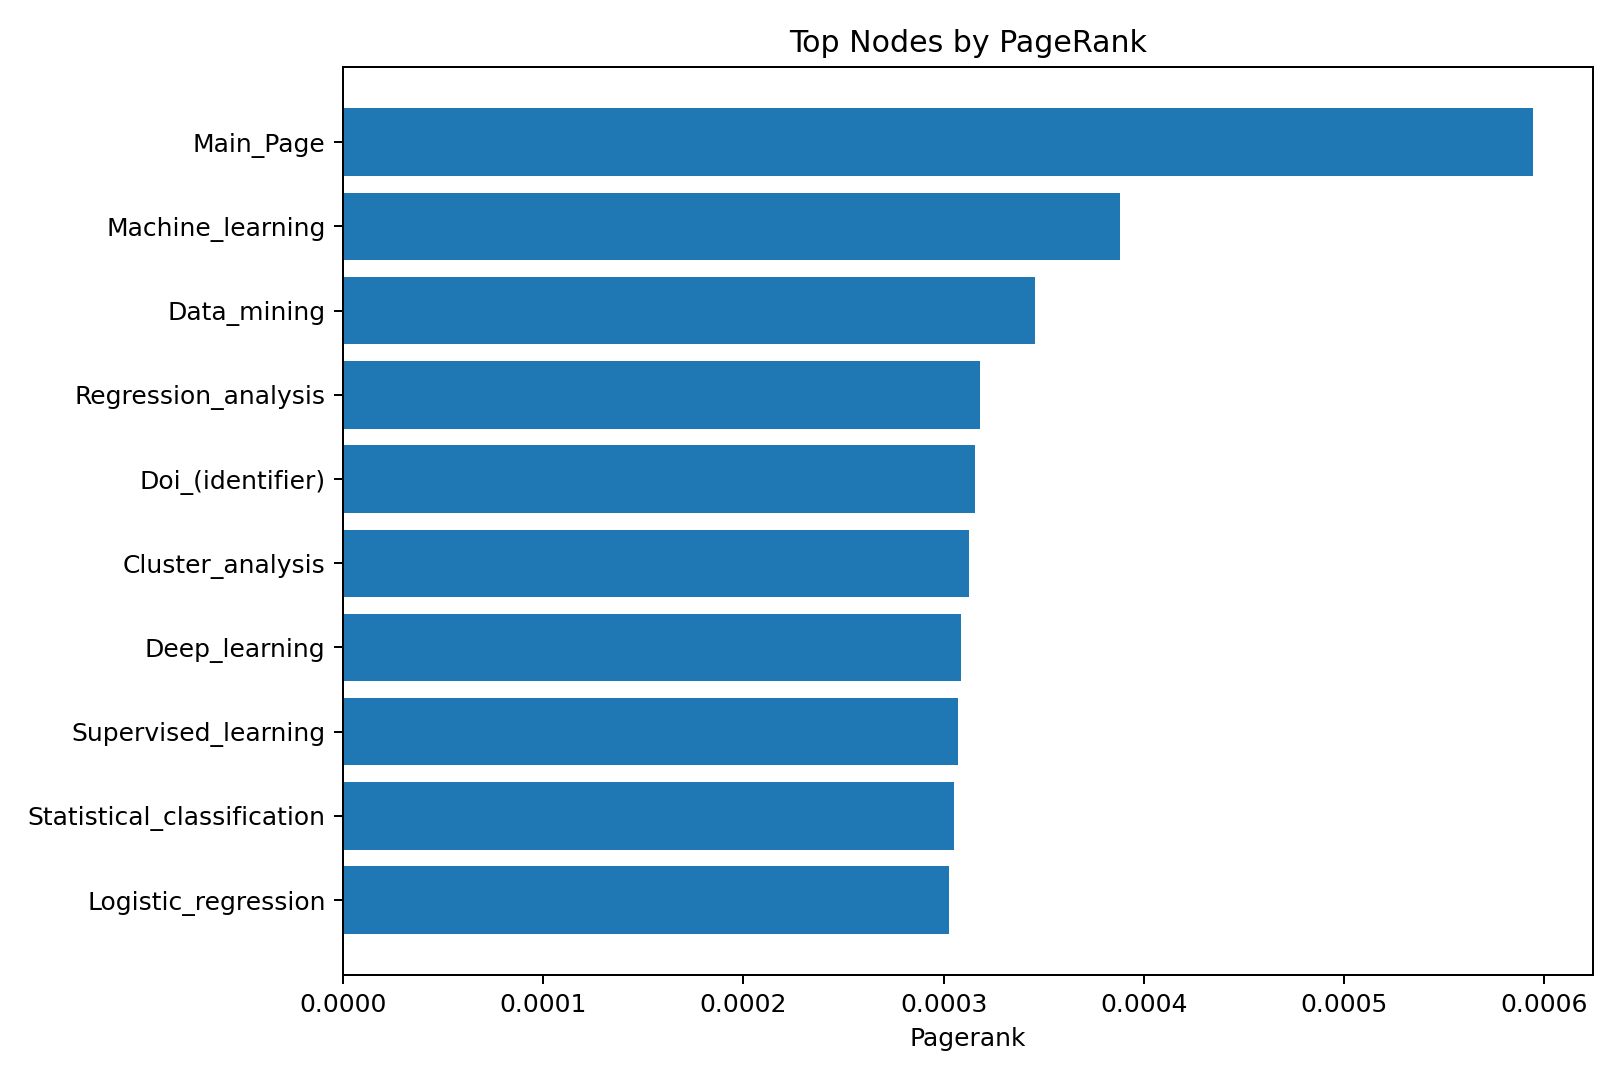 Top Nodes by PageRank
Main_Page
Machine_learning
Data_mining
Regression_analysis
Doi_(identifier)
Cluster_analysis
Deep_learning
Supervised_learning
Statistical_classification
Logistic_regression
0.0000 0.0001 0.0002 0.0003 0.0004 0.0005 0.0006
Pagerank